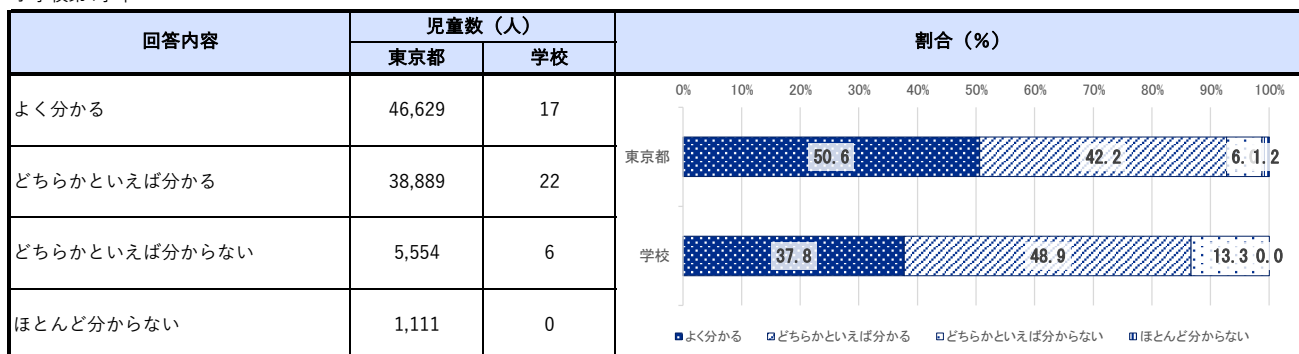 回答内容 児童数（人） 割合（%）
東京都 学校
よく分かる 46,629 17
どちらかといえば分かる 38,889 22
どちらかといえば分からない 5,554 6
ほとんど分からない 1,111 0
0% 10% 20% 30% 40% 50% 60% 70% 80% 90% 100%
東京都 50.6 42.2 6.0 1.2
学校 37.8 48.9 13.3 0.0
よく分かる どちらかといえば分かる どちらかといえば分からない ほとんど分からない